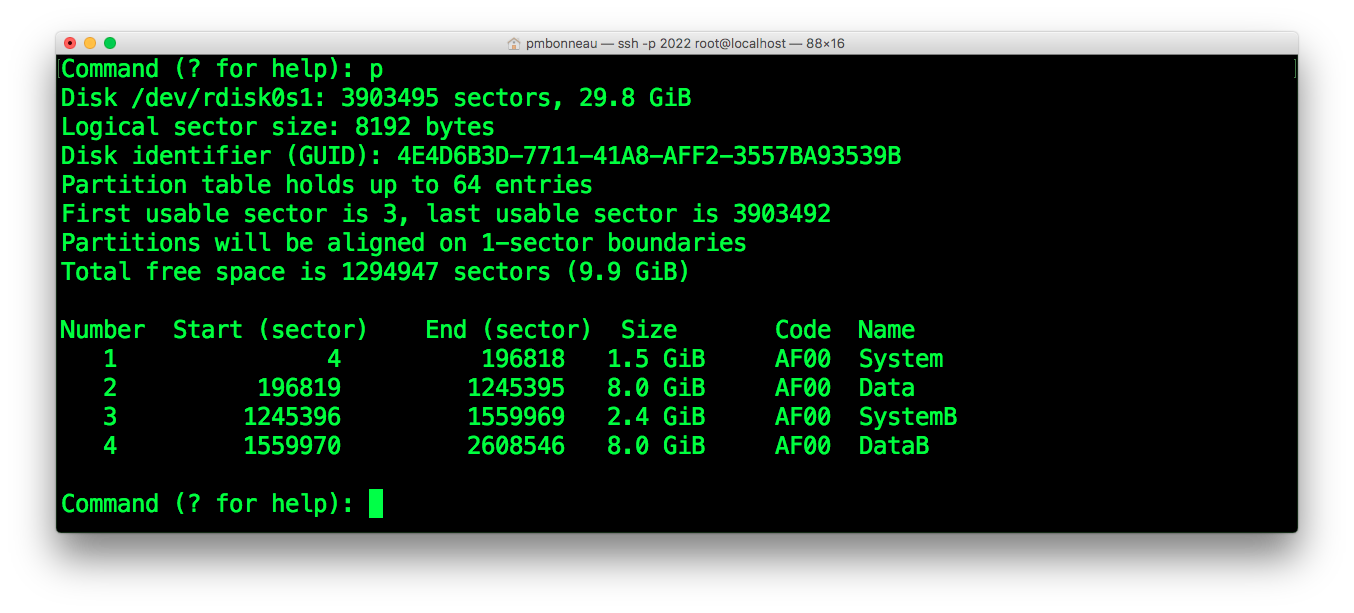 pmbonneau — ssh -p 2022 root@localhost — 88×16
Command (? for help): p
Disk /dev/rdisk0s1: 3903495 sectors, 29.8 GiB
Logical sector size: 8192 bytes
Disk identifier (GUID): 4E4D6B3D-7711-41A8-AFF2-3557BA93539B
Partition table holds up to 64 entries
First usable sector is 3, last usable sector is 3903492
Partitions will be aligned on 1-sector boundaries
Total free space is 1294947 sectors (9.9 GiB)
Number  Start (sector)    End (sector)  Size       Code  Name
   1               4          196818   1.5 GiB     AF00  System
   2          196819         1245395   8.0 GiB     AF00  Data
   3         1245396         1559969   2.4 GiB     AF00  SystemB
   4         1559970         2608546   8.0 GiB     AF00  DataB
Command (? for help):